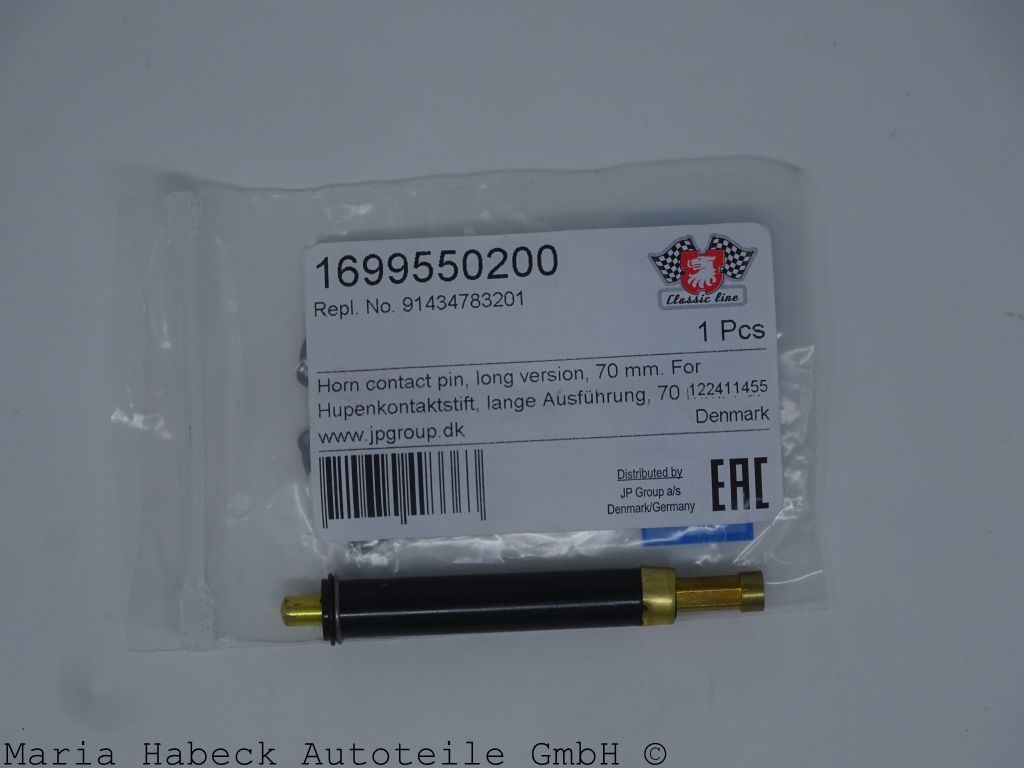 1699550200
Repl. No. 91434783201
Classic line
1 Pcs
Horn contact pin, long version, 70 mm. For
Hupenkontaktstift, lange Ausführung, 70
122411455
www.jpgroup.dk
Denmark
Distributed by
JP Group a/s
Denmark/Germany
EAC
Maria Habeck Autoteile GmbH ©